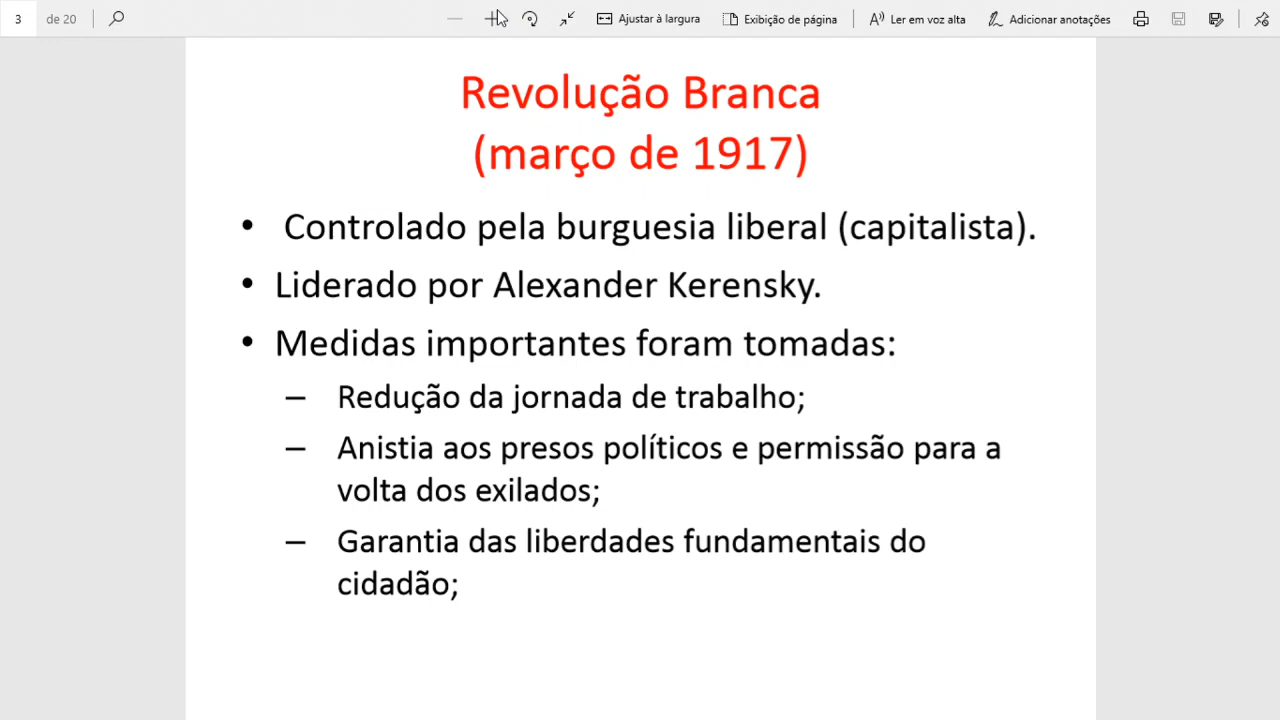 3 de 20 Ajustar à largura Exibição de página Ler em voz alta Adicionar anotações
Revolução Branca
(março de 1917)
• Controlado pela burguesia liberal (capitalista).
• Liderado por Alexander Kerensky.
• Medidas importantes foram tomadas:
– Redução da jornada de trabalho;
– Anistia aos presos políticos e permissão para a
volta dos exilados;
– Garantia das liberdades fundamentais do
cidadão;